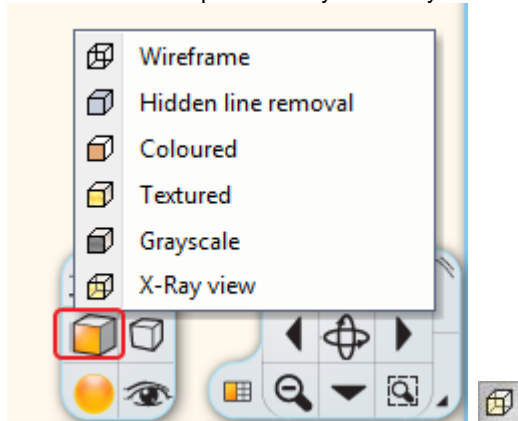 Wireframe
Hidden line removal
Coloured
Textured
Grayscale
X-Ray view